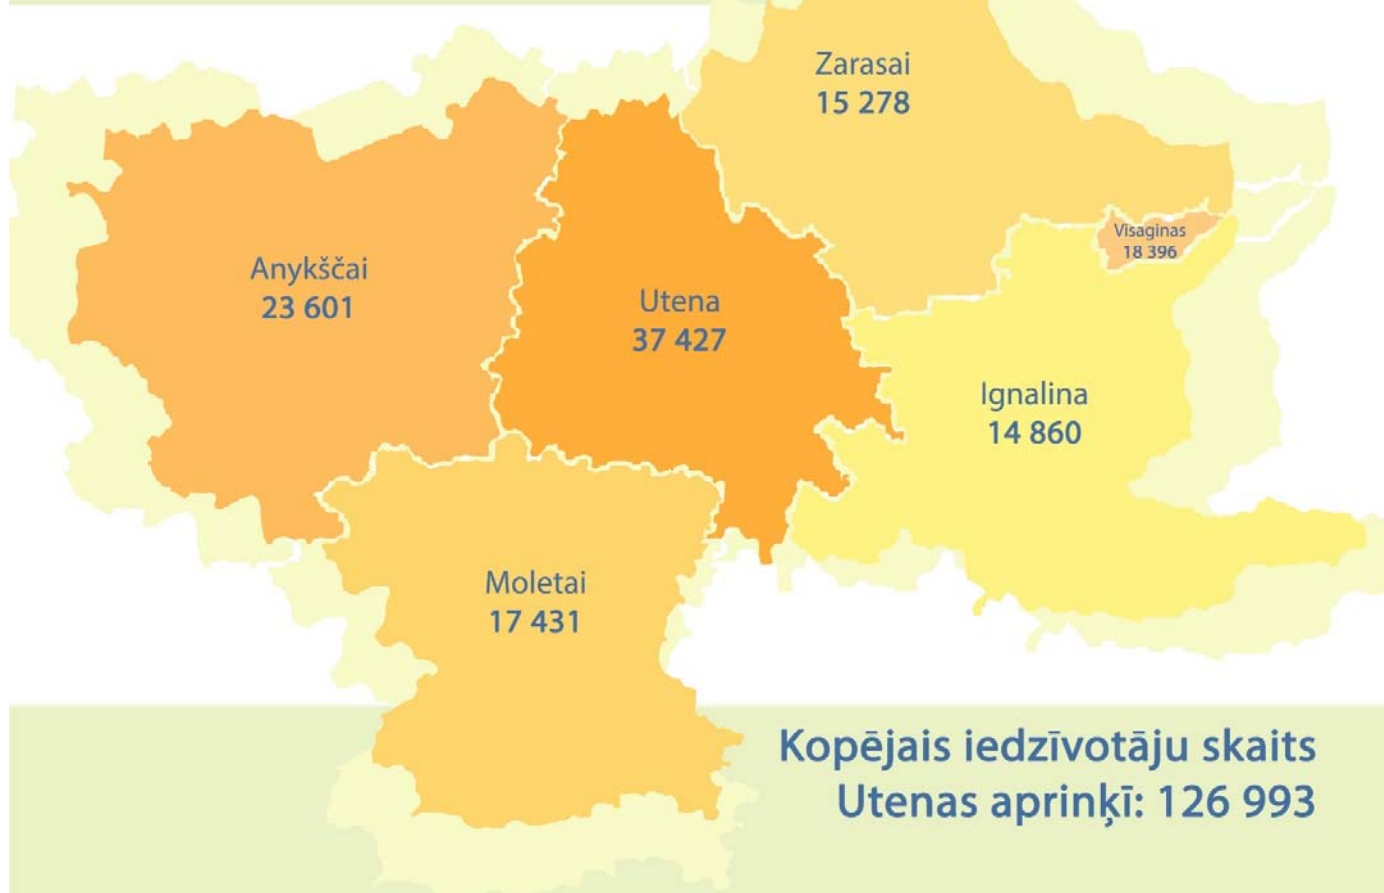 Zarasai
15 278
Visaginas
18 396
Anykščai
23 601
Utena
37 427
Ignalina
14 860
Moletai
17 431
Kopējais iedzīvotāju skaits
Utenas apriņķī: 126 993